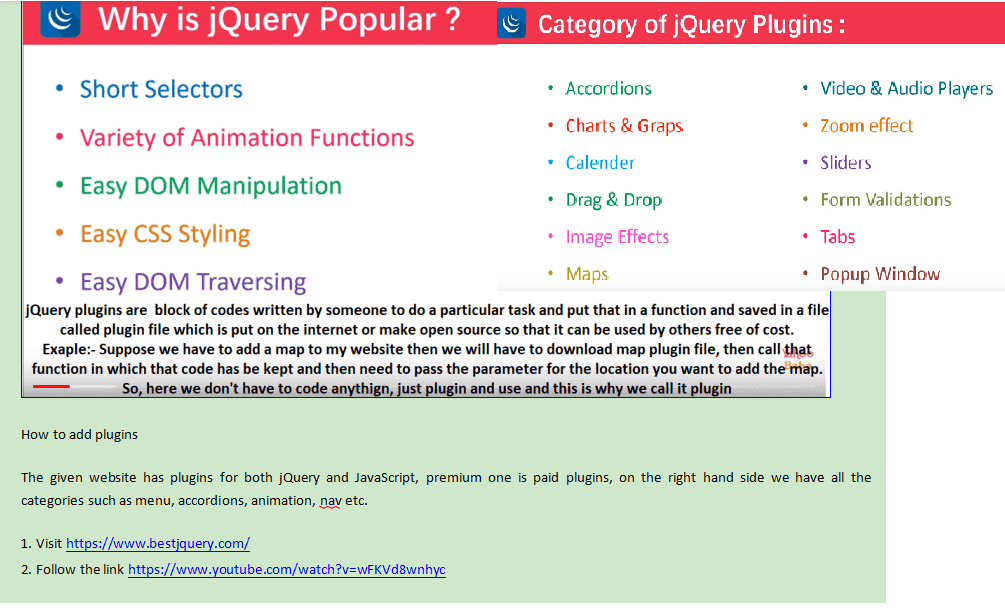 Why is jQuery Popular ?
• Short Selectors
• Variety of Animation Functions
• Easy DOM Manipulation
• Easy CSS Styling
• Easy DOM Traversing
Category of jQuery Plugins :
• Accordions
• Charts & Graps
• Calender
• Drag & Drop
• Image Effects
• Maps
• Video & Audio Players
• Zoom effect
• Sliders
• Form Validations
• Tabs
• Popup Window
jQuery plugins are block of codes written by someone to do a particular task and put that in a function and saved in a file
called plugin file which is put on the internet or make open source so that it can be used by others free of cost.
Exaple:- Suppose we have to add a map to my website then we will have to download map plugin file, then call that
function in which that code has be kept and then need to pass the parameter for the location you want to add the map.
So, here we don't have to code anythign, just plugin and use and this is why we call it plugin
How to add plugins
The given website has plugins for both jQuery and JavaScript, premium one is paid plugins, on the right hand side we have all the
categories such as menu, accordions, animation, nav etc.
1. Visit https://www.bestjquery.com/
2. Follow the link https://www.youtube.com/watch?v=wFKVd8wnhyc